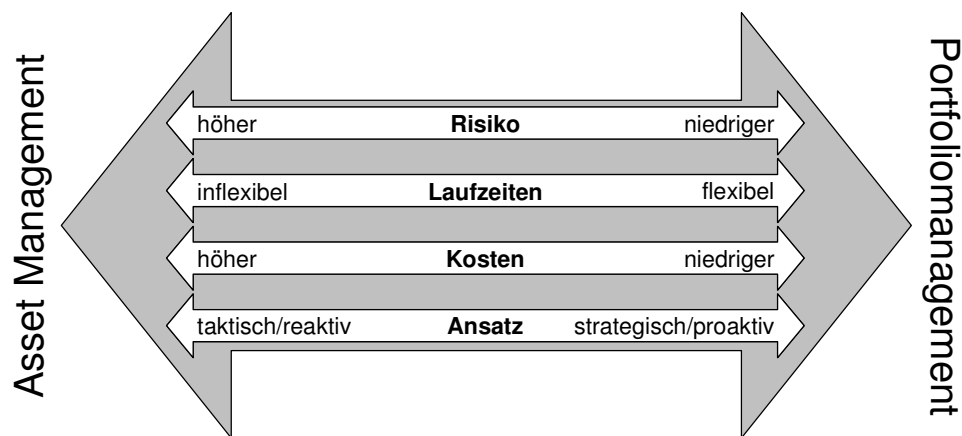 Asset Management
höher Risiko niedriger
inflexibel Laufzeiten flexibel
höher Kosten niedriger
taktisch/reaktiv Ansatz strategisch/proaktiv
Portfoliomanagement